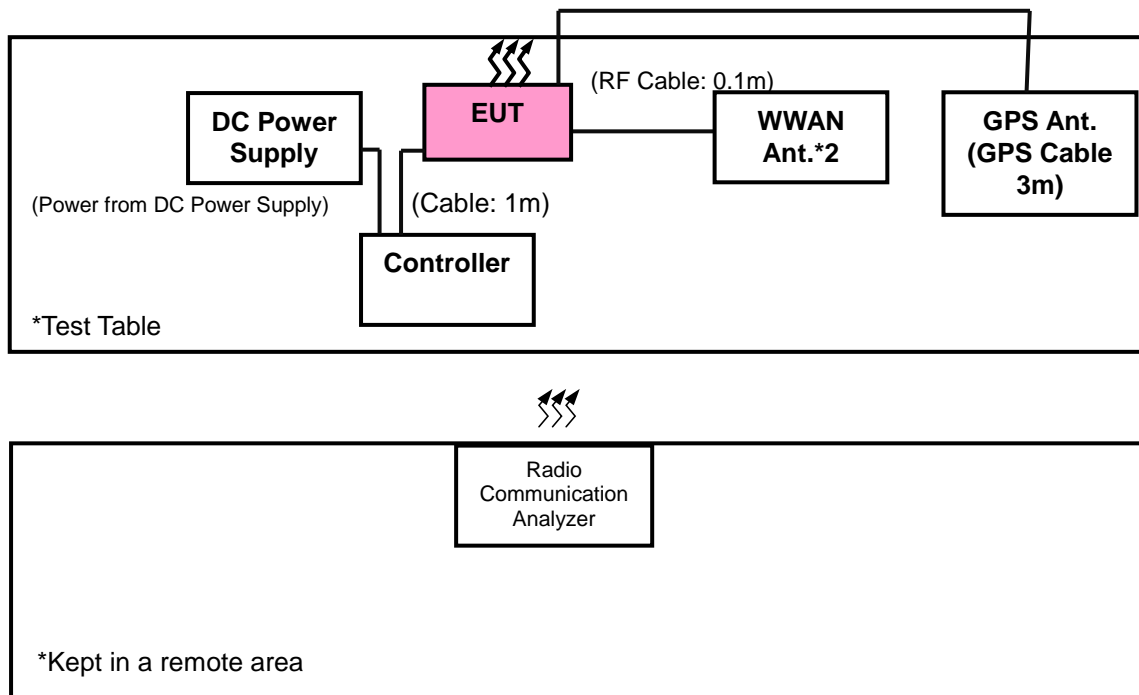 (RF Cable: 0.1m)
EUT
DC Power
Supply
WWAN
Ant.*2
GPS Ant.
(GPS Cable
3m)
(Power from DC Power Supply)
(Cable: 1m)
Controller
*Test Table
Radio
Communication
Analyzer
*Kept in a remote area